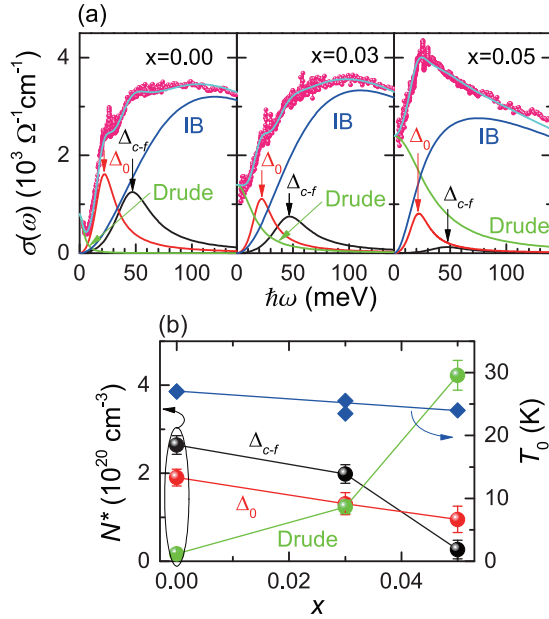 (a)
x=0.00
x=0.03
x=0.05
4
3
2
1
0
σ(ω) (10³ Ω⁻¹cm⁻¹)
IB
Δ₀
Δc-f
Drude
IB
Δ₀
Δc-f
Drude
IB
Drude
Δ₀
Δc-f
0 50 100
0 50 100
0 50 100
ħω (meV)
(b)
4
2
0
N* (10²⁰ cm⁻³)
30
20
10
0
T₀ (K)
Δc-f
Δ₀
Drude
0.00 0.02 0.04
x